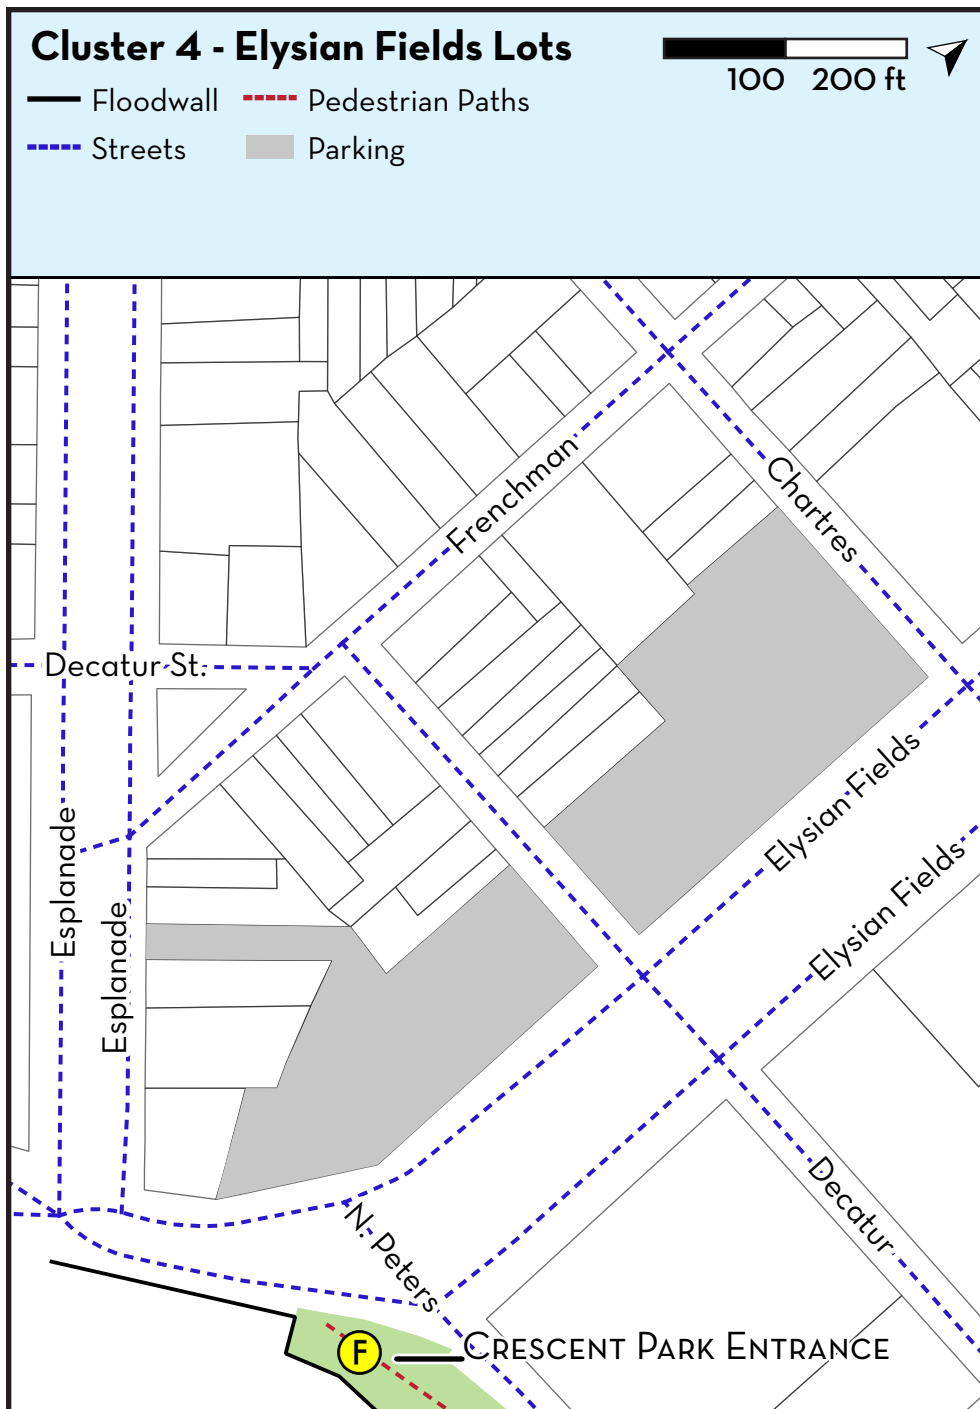 Cluster 4 - Elysian Fields Lots
100 200 ft
Floodwall
Pedestrian Paths
Streets
Parking
Frenchman
Chartres
Decatur St.
Elysian Fields
Esplanade
Elysian Fields
Esplanade
Decatur
N. Peters
F
Crescent Park Entrance